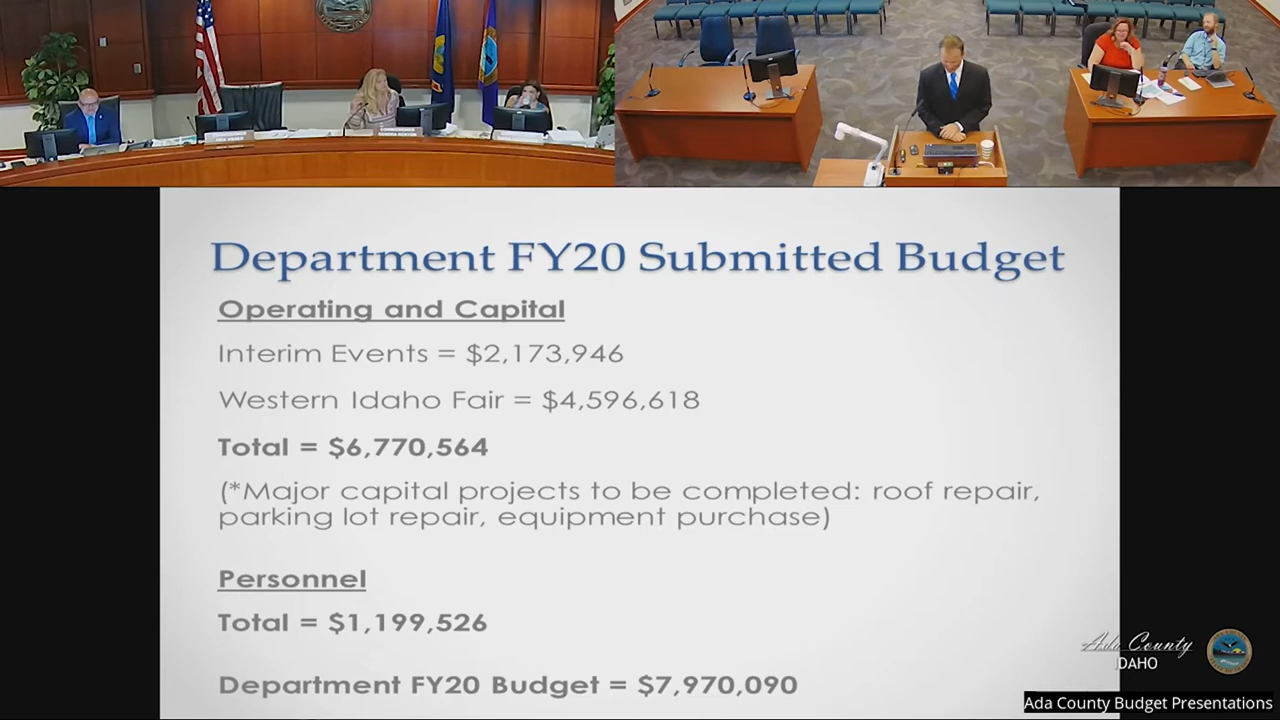 Department FY20 Submitted Budget
Operating and Capital
Interim Events = $2,173,946
Western Idaho Fair = $4,596,618
Total = $6,770,564
(*Major capital projects to be completed: roof repair,
parking lot repair, equipment purchase)
Personnel
Total = $1,199,526
Department FY20 Budget = $7,970,090
Ada County
IDAHO
Ada County Budget Presentations